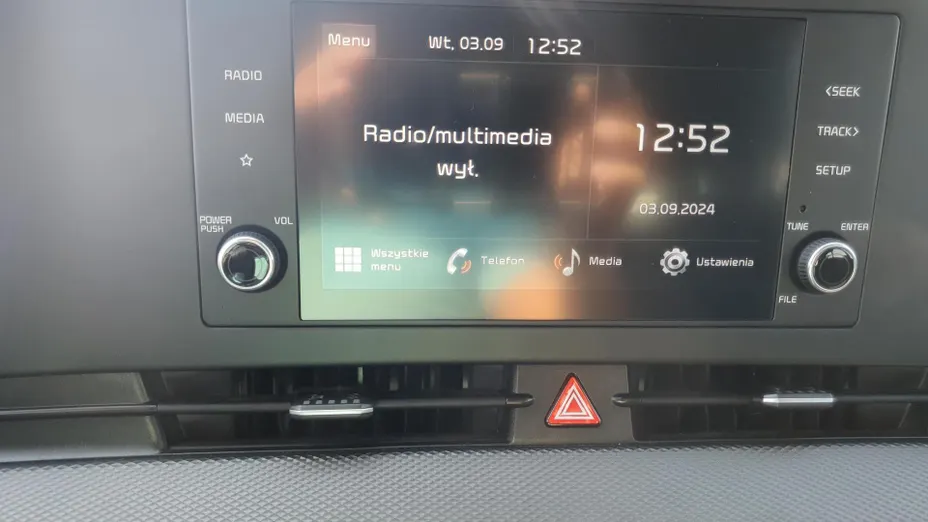 Menu
Wt, 03.09
12:52
RADIO
MEDIA
POWER
PUSH
VOL
Radio/multimedia
wył.
12:52
03.09.2024
Wszystkie
menu
Telefon
Media
Ustawienia
<SEEK
TRACK>
SETUP
TUNE
ENTER
FILE